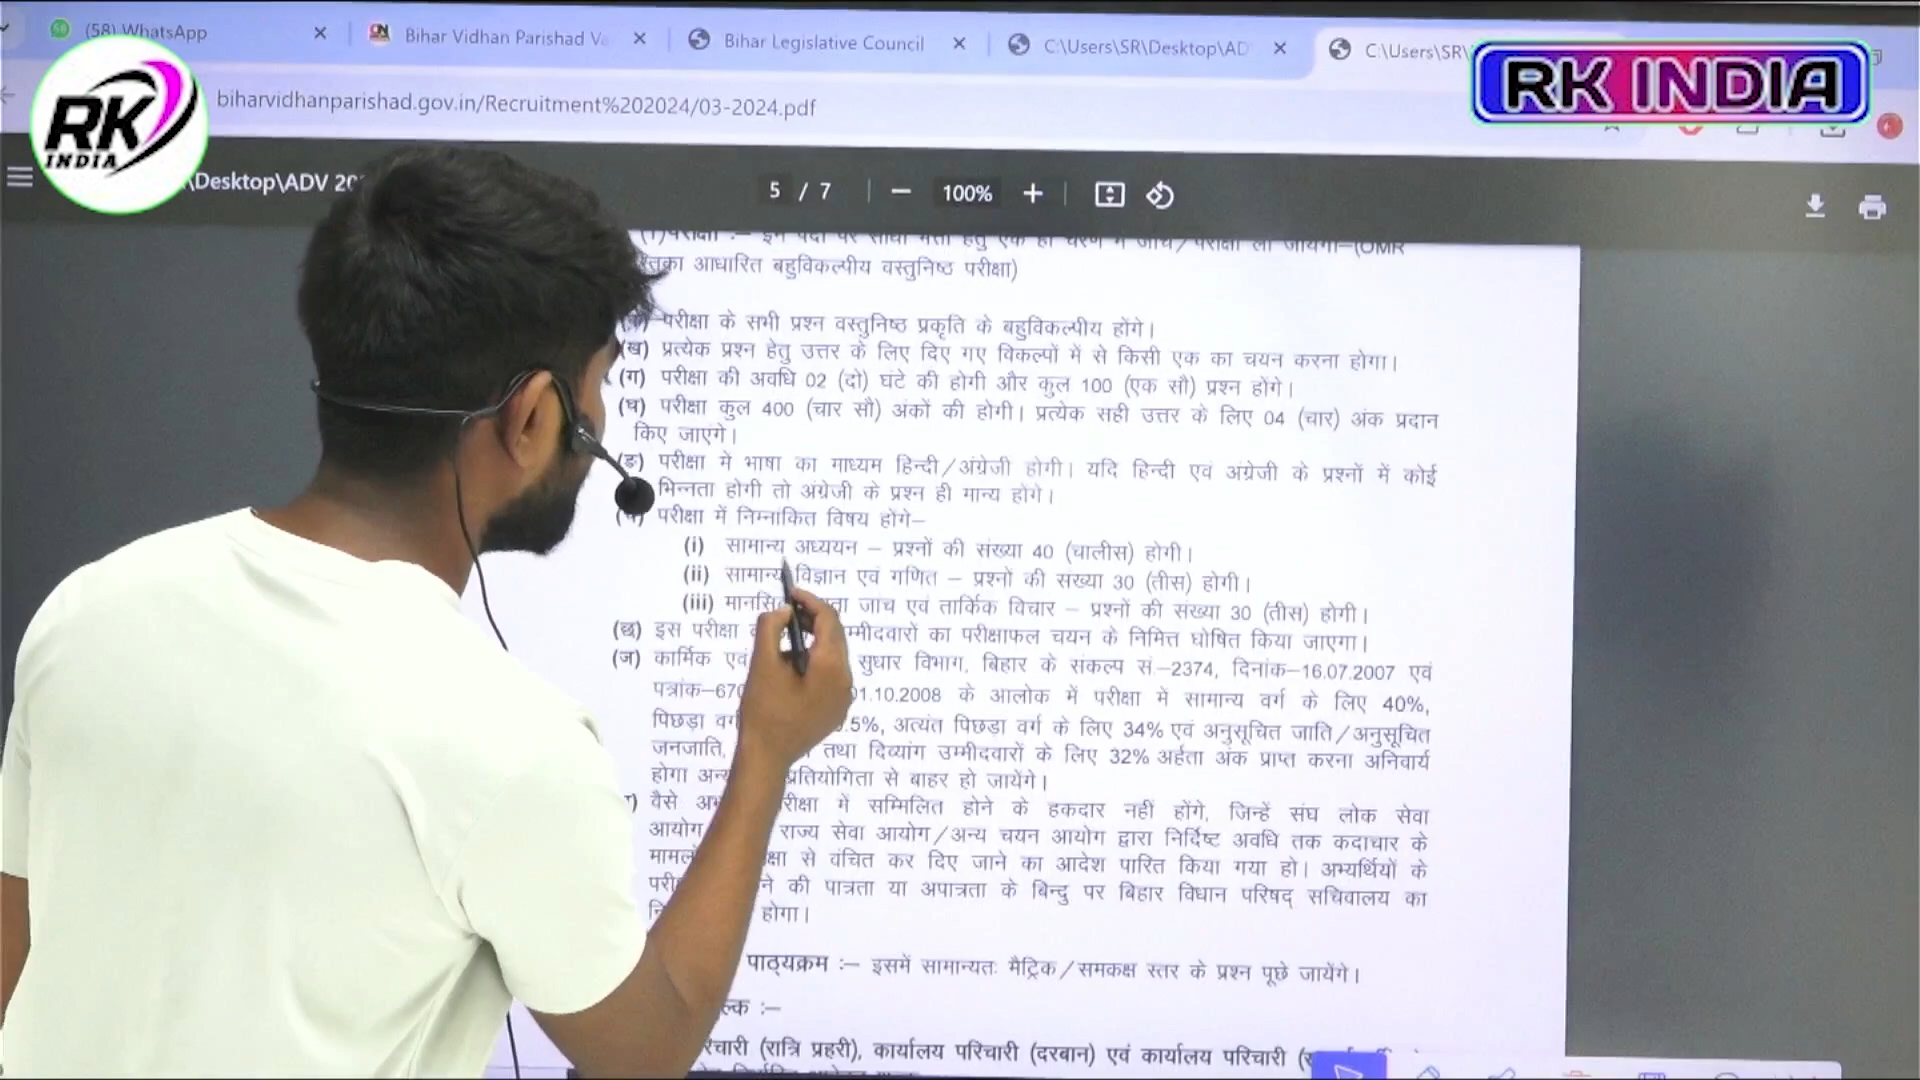 (58) WhatsApp
Bihar Vidhan Parishad Va
Bihar Legislative Council
C:\Users\SR\Desktop\AD
C:\Users\SR\
RK INDIA
RK
INDIA
biharvidhanparishad.gov.in/Recruitment%202024/03-2024.pdf
\Desktop\ADV
5 / 7
100%
आधारित बहुविकल्पीय वस्तुनिष्ठ परीक्षा)
परीक्षा के सभी प्रश्न वस्तुनिष्ठ प्रकृति के बहुविकल्पीय होंगे।
(ख) प्रत्येक प्रश्न हेतु उत्तर के लिए दिए गए विकल्पों में से किसी एक का चयन करना होगा।
(ग) परीक्षा की अवधि 02 (दो) घंटे की होगी और कुल 100 (एक सौ) प्रश्न होंगे।
(घ) परीक्षा कुल 400 (चार सौ) अंकों की होगी। प्रत्येक सही उत्तर के लिए 04 (चार) अंक प्रदान
किए जाएंगे।
(ङ) परीक्षा में भाषा का माध्यम हिन्दी/अंग्रेजी होगी। यदि हिन्दी एवं अंग्रेजी के प्रश्नों में कोई
भिन्नता होगी तो अंग्रेजी के प्रश्न ही मान्य होंगे।
परीक्षा में निम्नांकित विषय होंगे–
(i) सामान्य अध्ययन – प्रश्नों की संख्या 40 (चालीस) होगी।
(ii) सामान्य विज्ञान एवं गणित – प्रश्नों की संख्या 30 (तीस) होगी।
(iii) जाच एवं तार्किक विचार – प्रश्नों की संख्या 30 (तीस) होगी।
(छ) इस परीक्षा म्मीदवारों का परीक्षाफल चयन के निमित्त घोषित किया जाएगा।
(ज) कार्मिक एवं सुधार विभाग, बिहार के संकल्प सं.–2374, दिनांक–16.07.2007 एवं
पत्रांक–670 01.10.2008 के आलोक में परीक्षा में सामान्य वर्ग के लिए 40%,
पिछड़ा वर्ग .5%, अत्यंत पिछड़ा वर्ग के लिए 34% एवं अनुसूचित जाति/अनुसूचित
जनजाति, तथा दिव्यांग उम्मीदवारों के लिए 32% अर्हता अंक प्राप्त करना अनिवार्य
होगा प्रतियोगिता से बाहर हो जायेंगे।
वैसे में सम्मिलित होने के हकदार नहीं होंगे, जिन्हें संघ लोक सेवा
आयोग राज्य सेवा आयोग/अन्य चयन आयोग द्वारा निर्दिष्ट अवधि तक कदाचार के
से वंचित कर दिए जाने का आदेश पारित किया गया हो। अभ्यर्थियों के
की पात्रता या अपात्रता के बिन्दु पर बिहार विधान परिषद् सचिवालय का
होगा।
पाठ्यक्रम :– इसमें सामान्यतः मैट्रिक/समकक्ष स्तर के प्रश्न पूछे जायेंगे।
ल्क :–
रिचारी (रात्रि प्रहरी), कार्यालय परिचारी (दरबान) एवं कार्यालय परिचारी